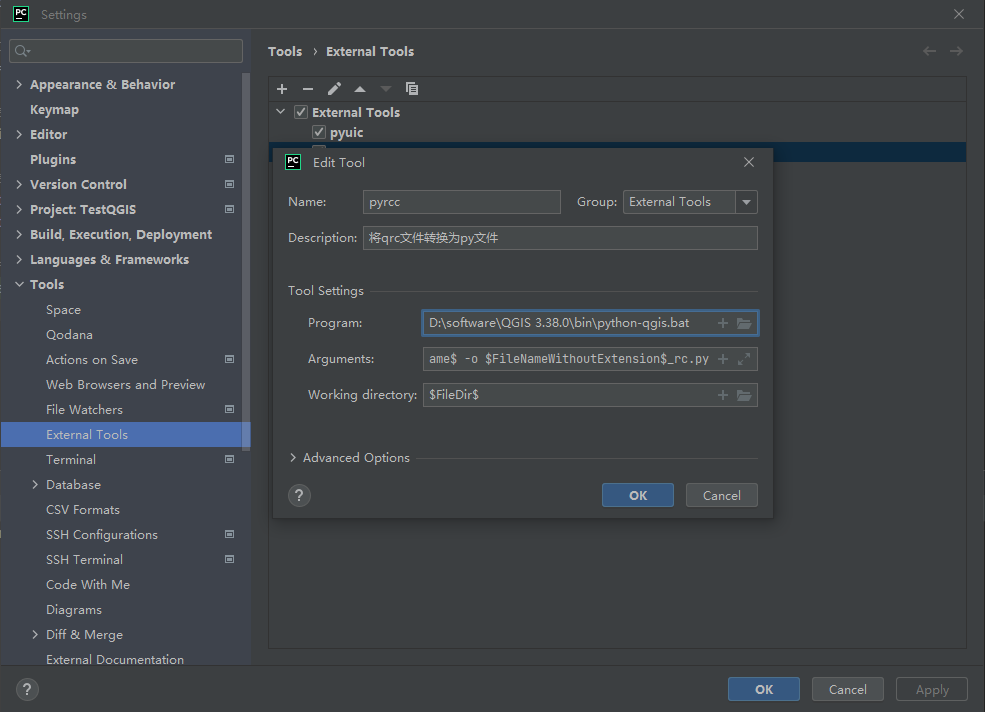 PC Settings
Tools › External Tools
Appearance & Behavior
Keymap
Editor
Plugins
Version Control
Project: TestQGIS
Build, Execution, Deployment
Languages & Frameworks
Tools
Space
Qodana
Actions on Save
Web Browsers and Preview
File Watchers
External Tools
Terminal
Database
CSV Formats
SSH Configurations
SSH Terminal
Code With Me
Diagrams
Diff & Merge
External Documentation
External Tools
pyuic
PC Edit Tool
Name: pyrcc Group: External Tools
Description: 将qrc文件转换为py文件
Tool Settings
Program: D:\software\QGIS 3.38.0\bin\python-qgis.bat
Arguments: ame$ -o $FileNameWithoutExtension$_rc.py
Working directory: $FileDir$
Advanced Options
? OK Cancel
? OK Cancel Apply